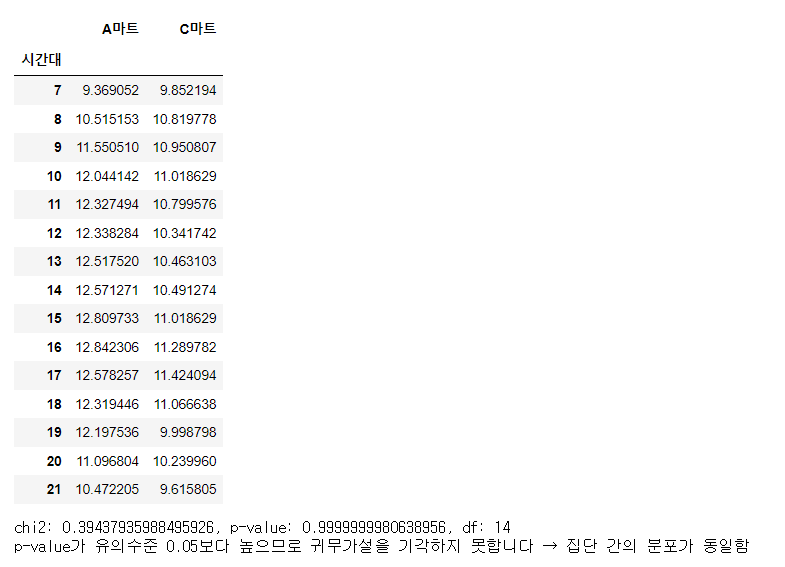 A마트 C마트
시간대
7 9.369052 9.852194
8 10.515153 10.819778
9 11.550510 10.950807
10 12.044142 11.018629
11 12.327494 10.799576
12 12.338284 10.341742
13 12.517520 10.463103
14 12.571271 10.491274
15 12.809733 11.018629
16 12.842306 11.289782
17 12.578257 11.424094
18 12.319446 11.066638
19 12.197536 9.998798
20 11.096804 10.239960
21 10.472205 9.615805
chi2: 0.39437935988495926, p-value: 0.9999999980638956, df: 14
p-value가 유의수준 0.05보다 높으므로 귀무가설을 기각하지 못합니다 → 집단 간의 분포가 동일함